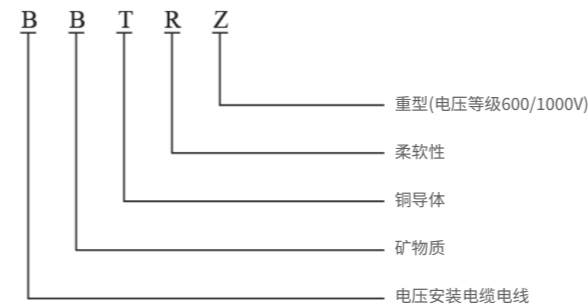 B B T R Z
重型(电压等级600/1000V)
柔软性
铜导体
矿物质
电压安装电缆电线